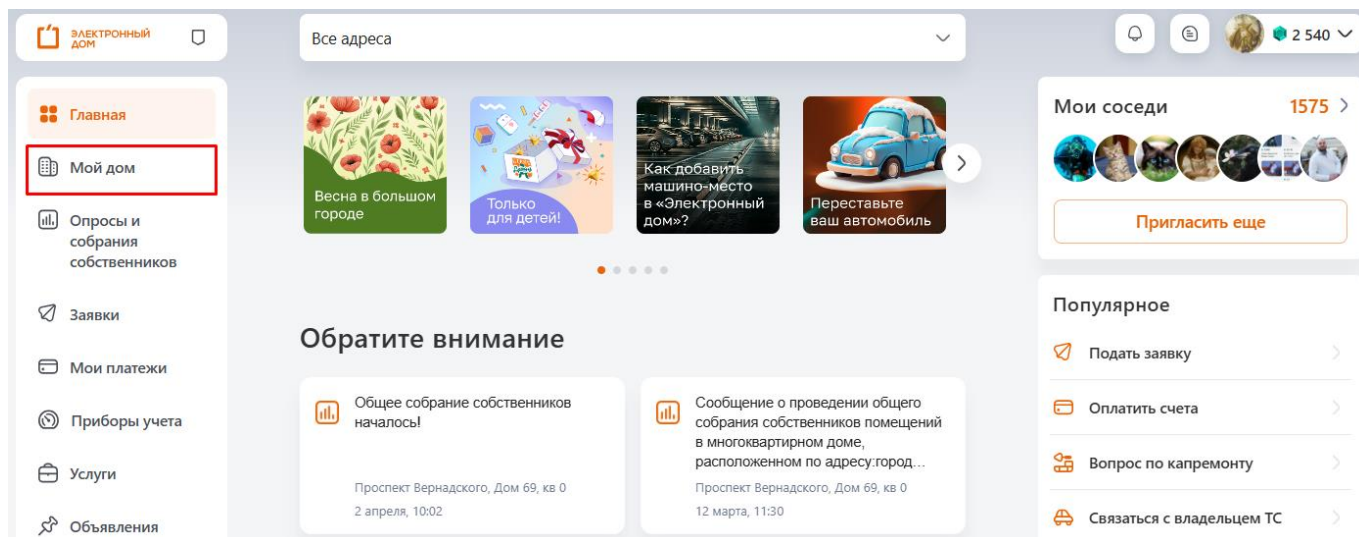 ЭЛЕКТРОННЫЙ
ДОМ
Все адреса
2 540
Главная
Мой дом
Опросы и
собрания
собственников
Заявки
Мои платежи
Приборы учета
Услуги
Объявления
Весна в большом
городе
Только
для детей!
Как добавить
машино-место
в «Электронный
дом»?
Переставьте
ваш автомобиль
Обратите внимание
Общее собрание собственников
началось!
Проспект Вернадского, Дом 69, кв 0
2 апреля, 10:02
Сообщение о проведении общего
собрания собственников помещений
в многоквартирном доме,
расположенном по адресу:город...
Проспект Вернадского, Дом 69, кв 0
12 марта, 11:30
Мои соседи 1575
Пригласить еще
Популярное
Подать заявку
Оплатить счета
Вопрос по капремонту
Связаться с владельцем ТС